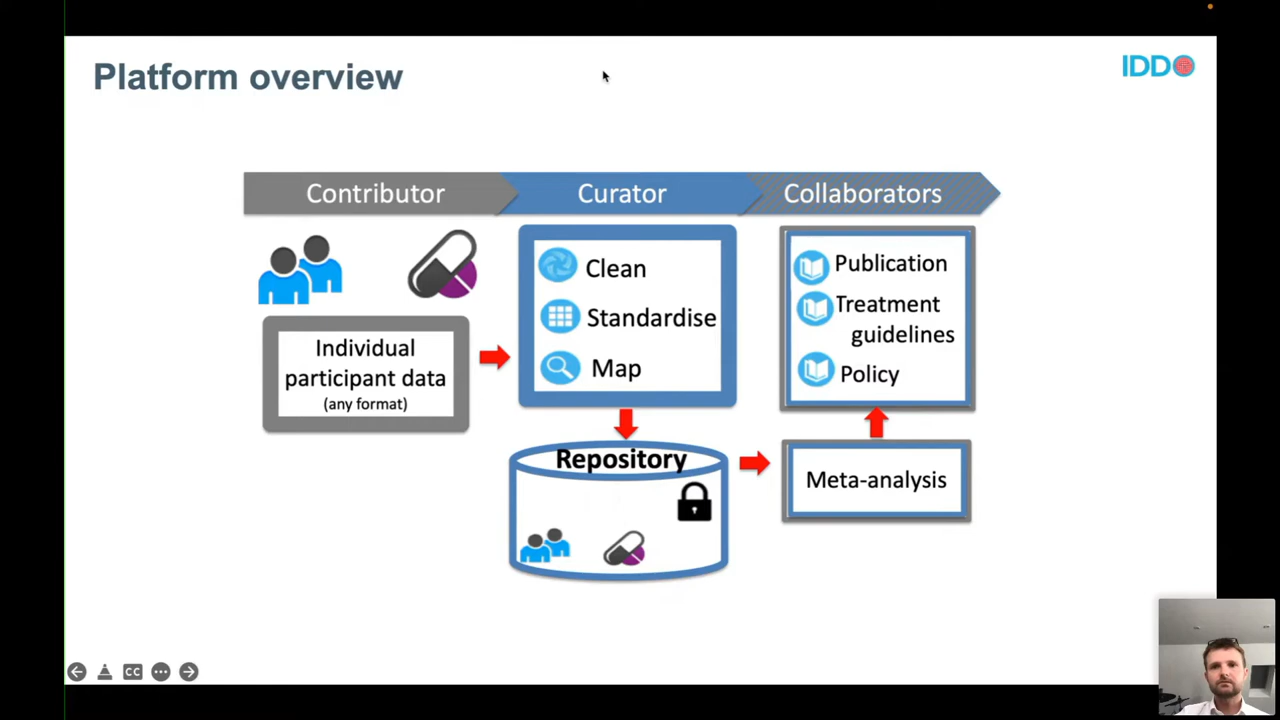 Platform overview
IDDO
Contributor
Curator
Collaborators
Individual
participant data
(any format)
Clean
Standardise
Map
Repository
Publication
Treatment
guidelines
Policy
Meta-analysis
CC